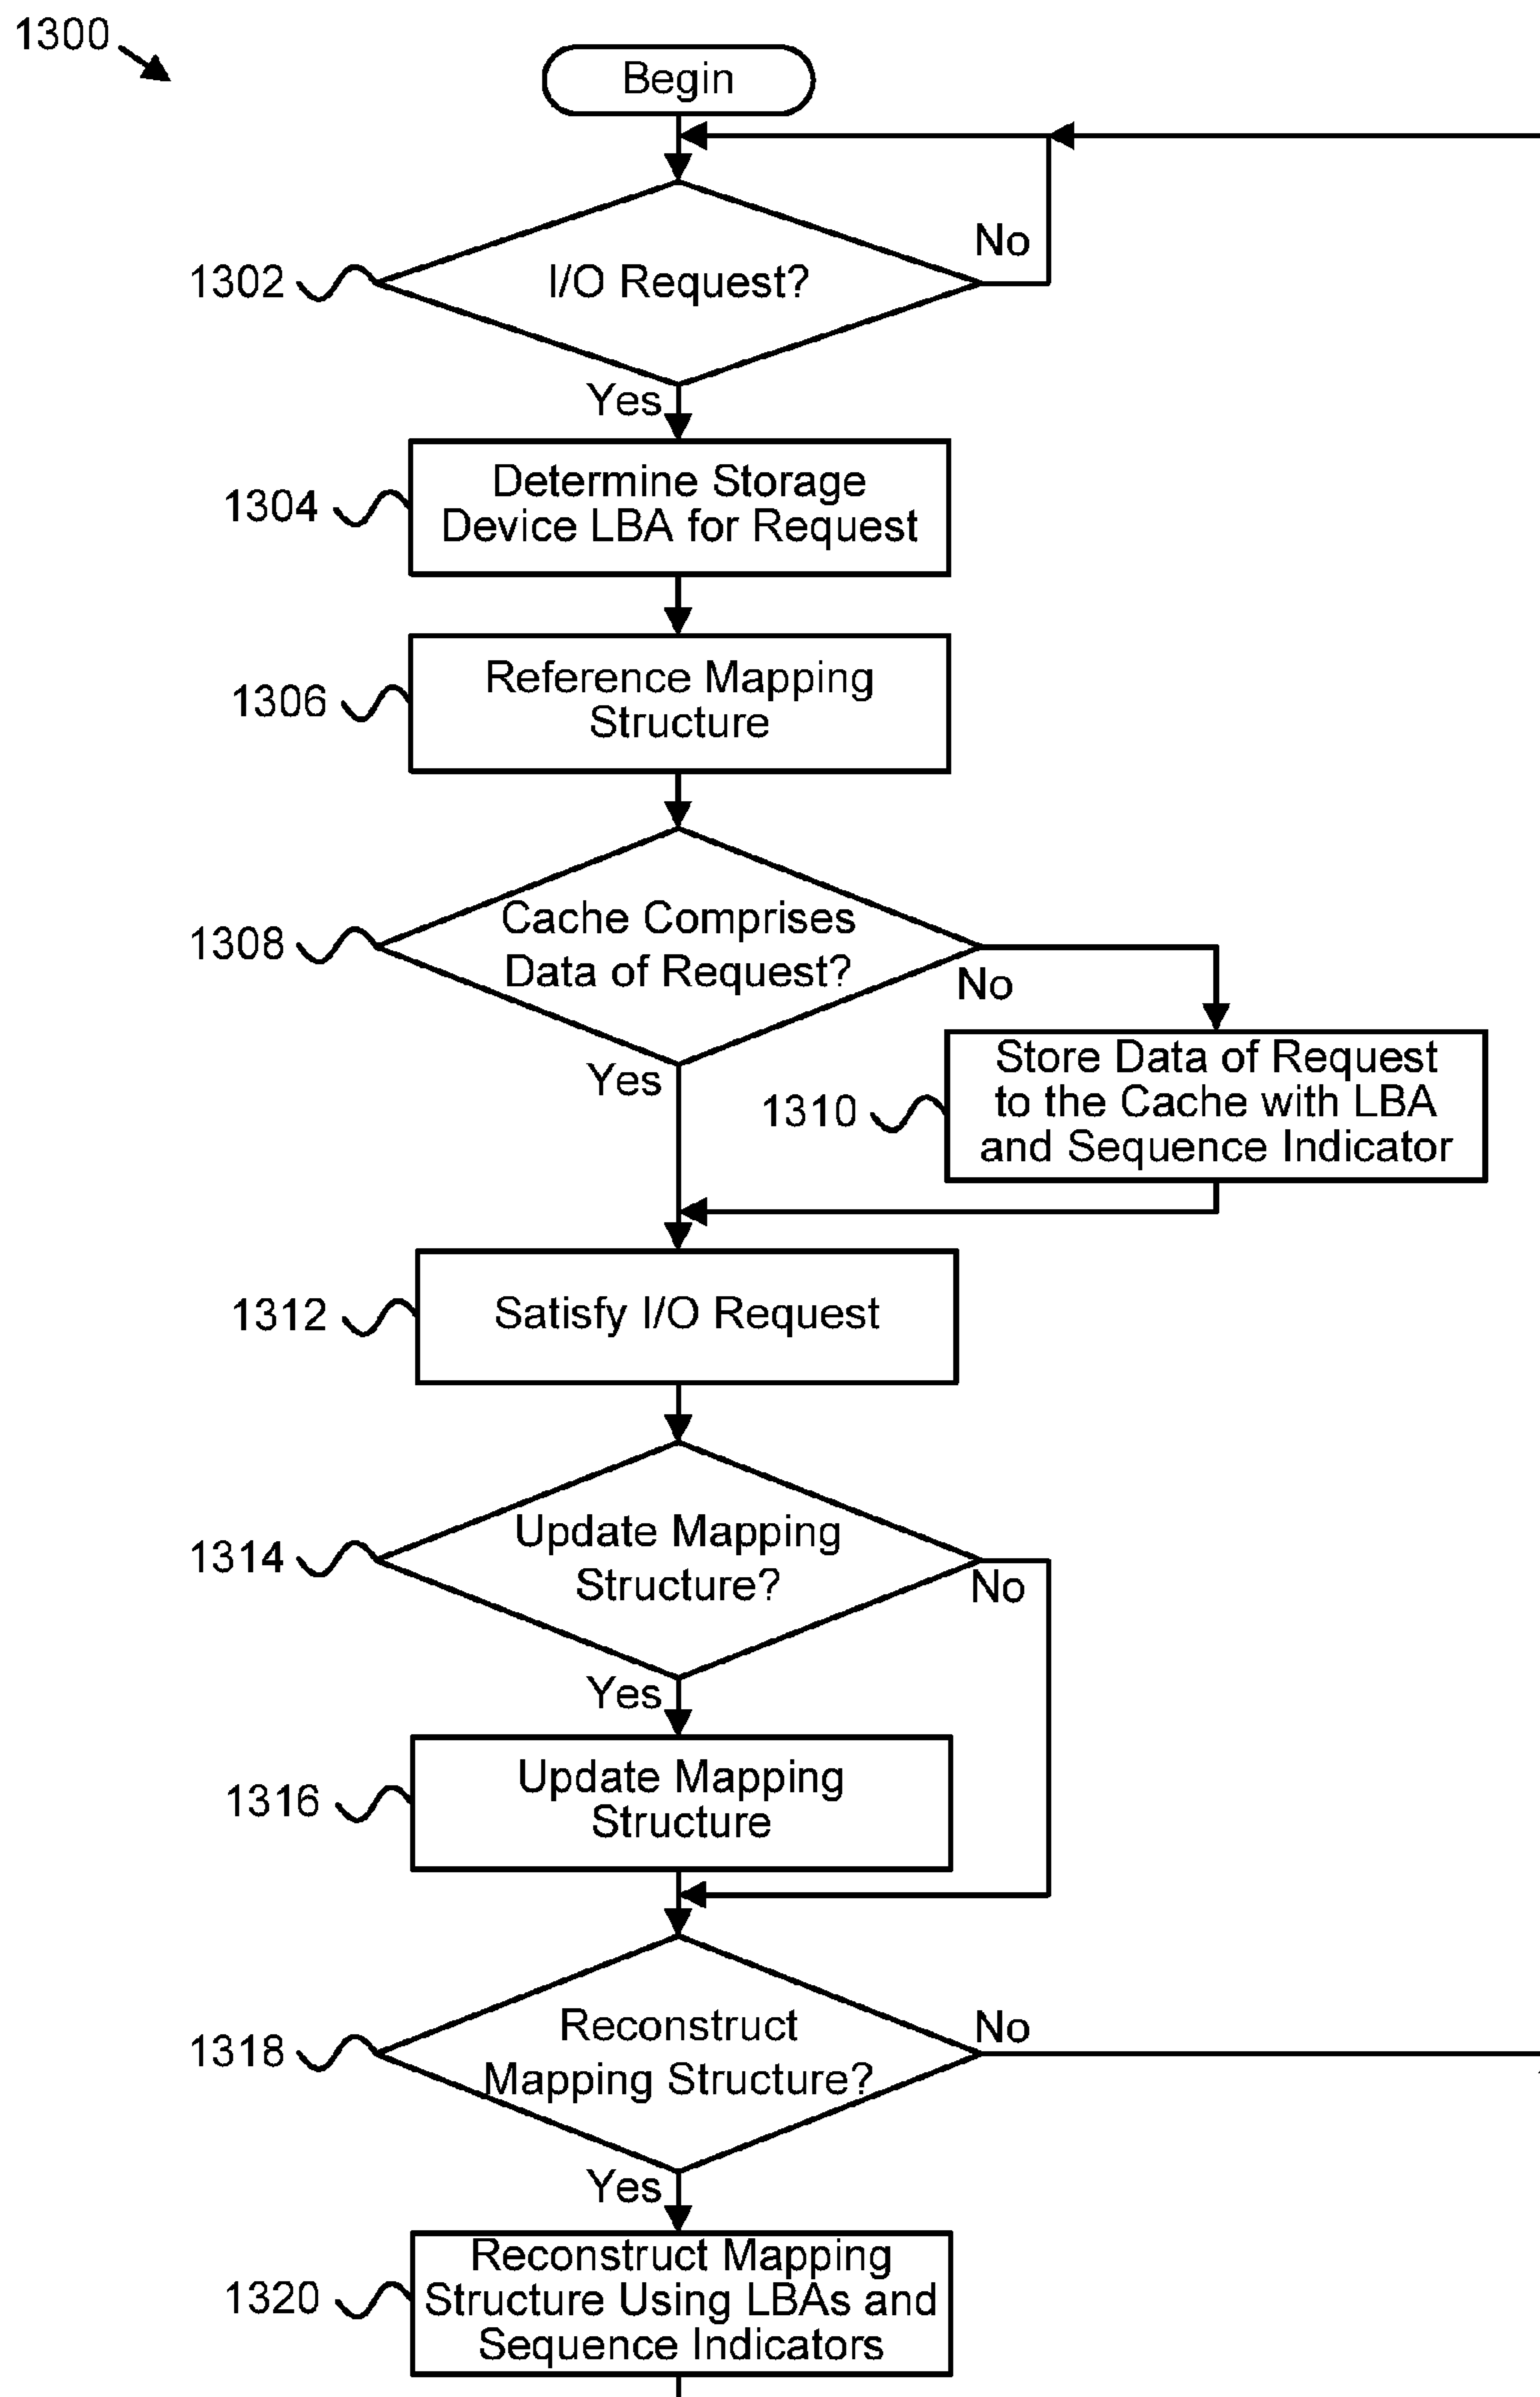 1300
Begin
No
1302
I/O Request?
Yes
1304
Determine Storage
Device LBA for Request
1306
Reference Mapping
Structure
1308
Cache Comprises
Data of Request?
No
Yes
1310
Store Data of Request
to the Cache with LBA
and Sequence Indicator
1312
Satisfy I/O Request
1314
Update Mapping
Structure?
No
Yes
1316
Update Mapping
Structure
1318
Reconstruct
Mapping Structure?
No
Yes
1320
Reconstruct Mapping
Structure Using LBAs and
Sequence Indicators